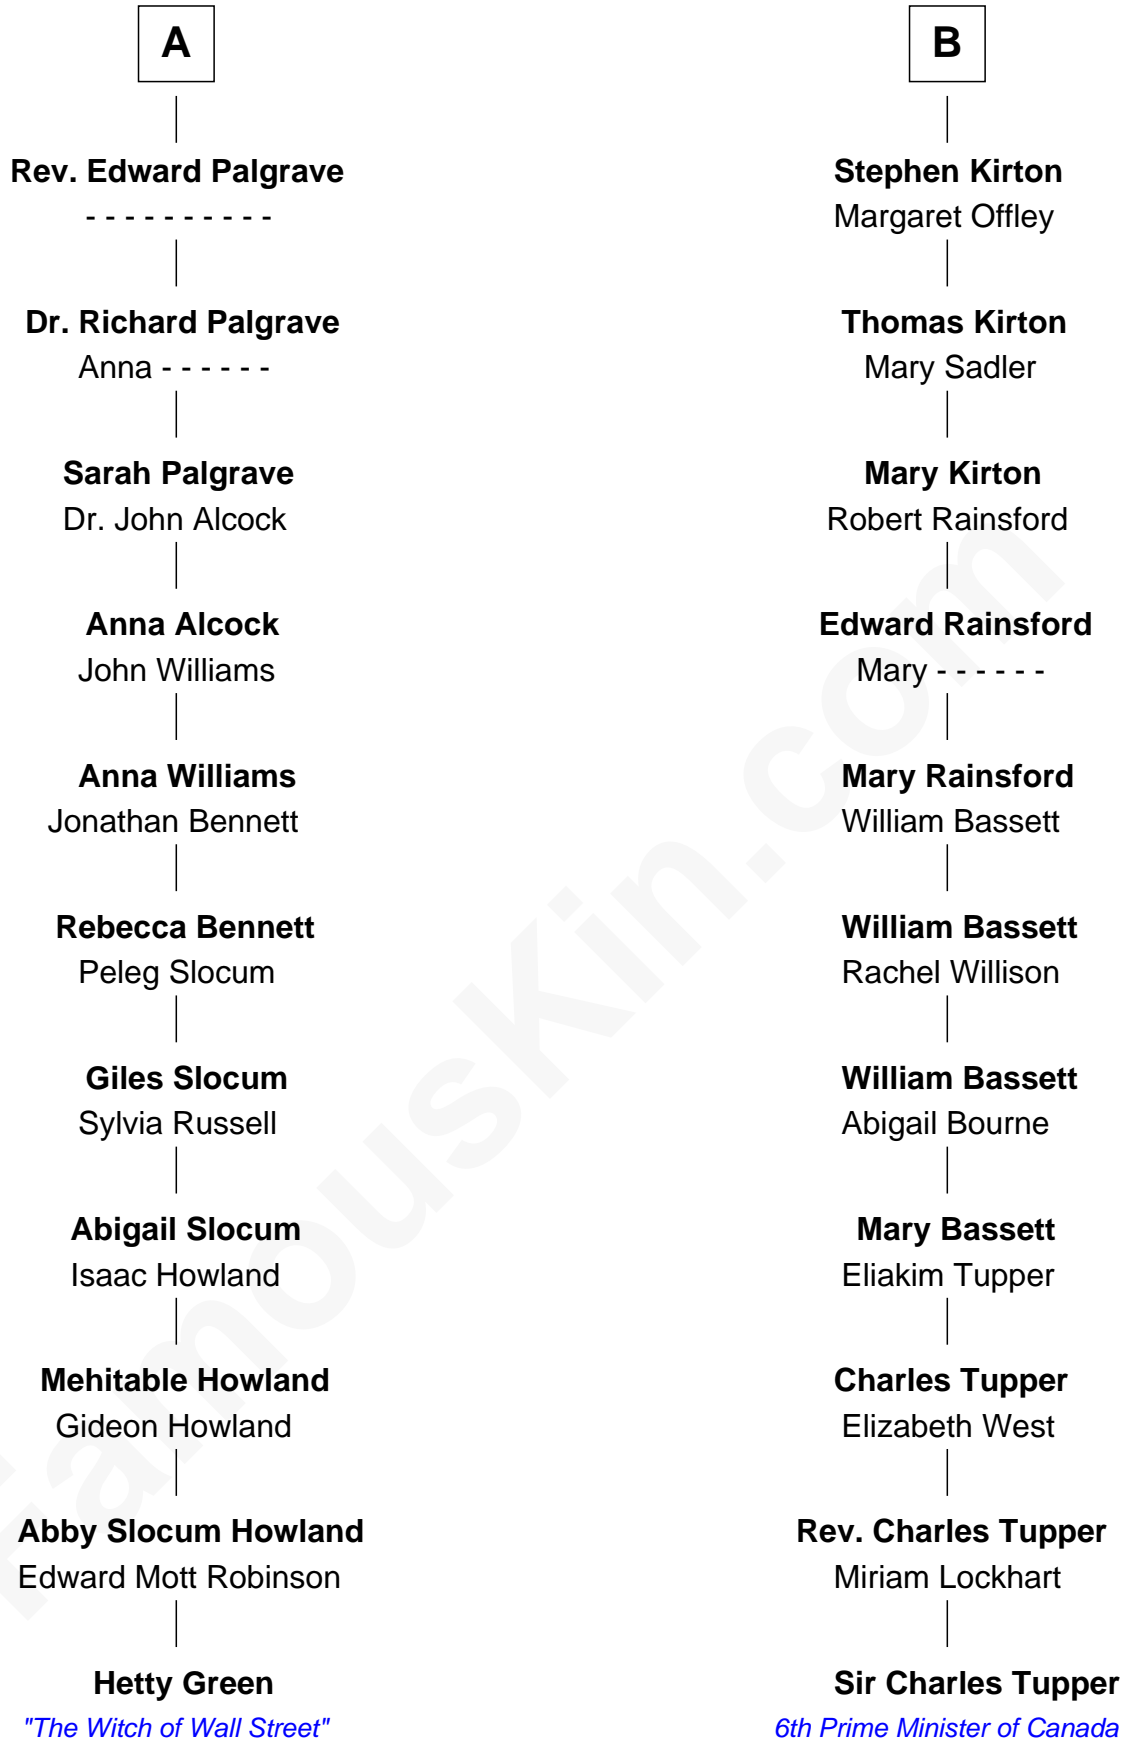 A
Rev. Edward Palgrave
- - - - - - - - - -
Dr. Richard Palgrave
Anna - - - - - -
Sarah Palgrave
Dr. John Alcock
Anna Alcock
John Williams
Anna Williams
Jonathan Bennett
Rebecca Bennett
Peleg Slocum
Giles Slocum
Sylvia Russell
Abigail Slocum
Isaac Howland
Mehitable Howland
Gideon Howland
Abby Slocum Howland
Edward Mott Robinson
Hetty Green
"The Witch of Wall Street"
B
Stephen Kirton
Margaret Offley
Thomas Kirton
Mary Sadler
Mary Kirton
Robert Rainsford
Edward Rainsford
Mary - - - - - -
Mary Rainsford
William Bassett
William Bassett
Rachel Willison
William Bassett
Abigail Bourne
Mary Bassett
Eliakim Tupper
Charles Tupper
Elizabeth West
Rev. Charles Tupper
Miriam Lockhart
Sir Charles Tupper
6th Prime Minister of Canada
FamousKin.com